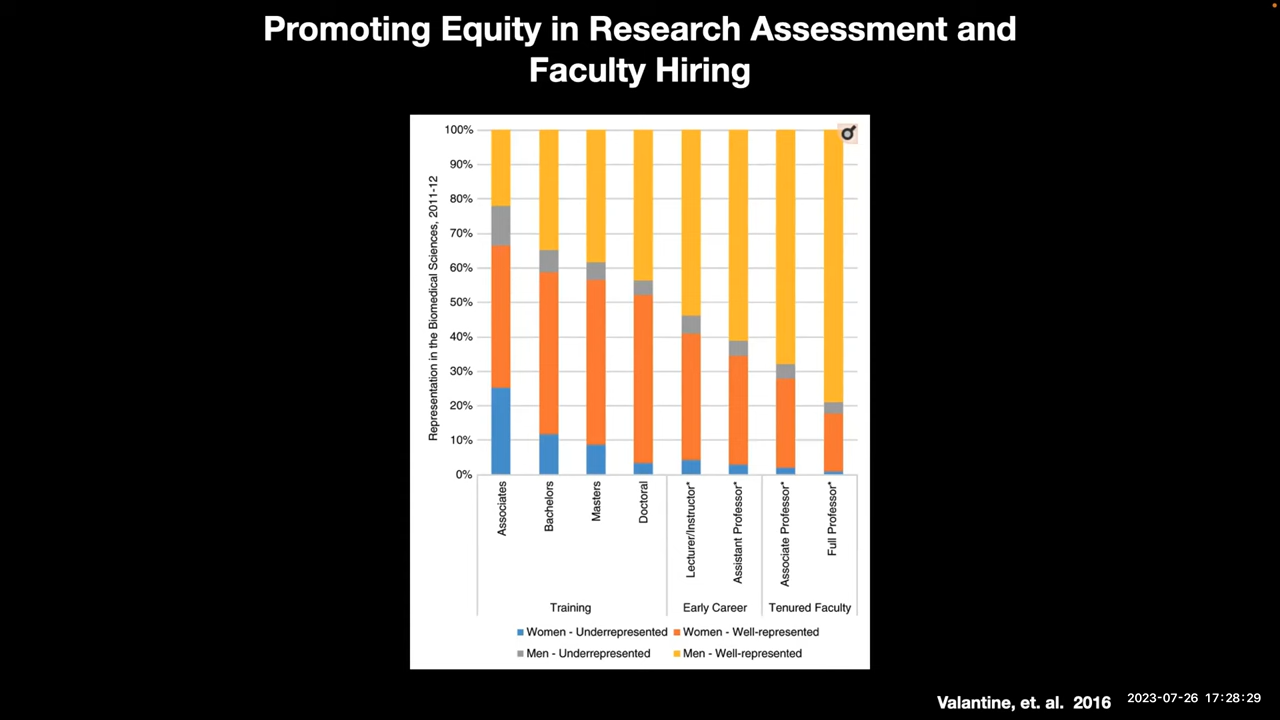 Promoting Equity in Research Assessment and
Faculty Hiring
Representation in the Biomedical Sciences, 2011-12
100%
90%
80%
70%
60%
50%
40%
30%
20%
10%
0%
Associates
Bachelors
Masters
Doctoral
Lecturer/Instructor*
Assistant Professor*
Associate Professor*
Full Professor*
Training
Early Career
Tenured Faculty
Women - Underrepresented
Women - Well-represented
Men - Underrepresented
Men - Well-represented
Valantine, et. al. 2016
2023-07-26 17:28:29